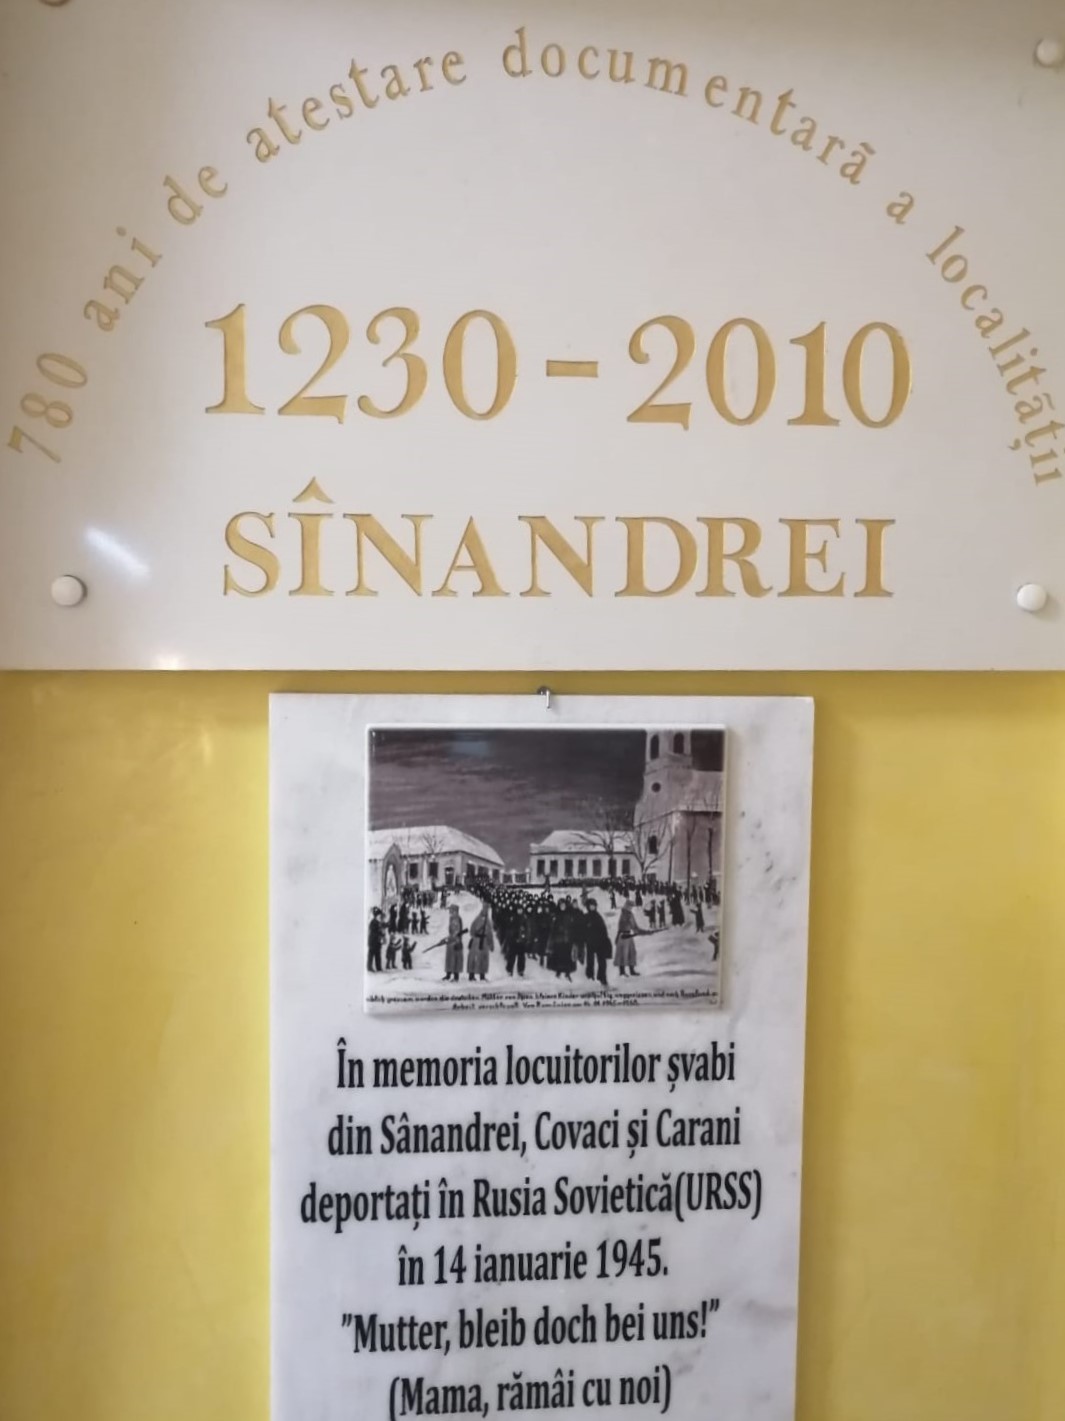 780 ani de atestare documentară a localității
1230-2010
SÎNANDREI
În memoria locuitorilor șvabi
din Sânandrei, Covaci și Carani
deportați în Rusia Sovietică(URSS)
în 14 ianuarie 1945.
"Mutter, bleib doch bei uns!"
(Mama, rămâi cu noi)